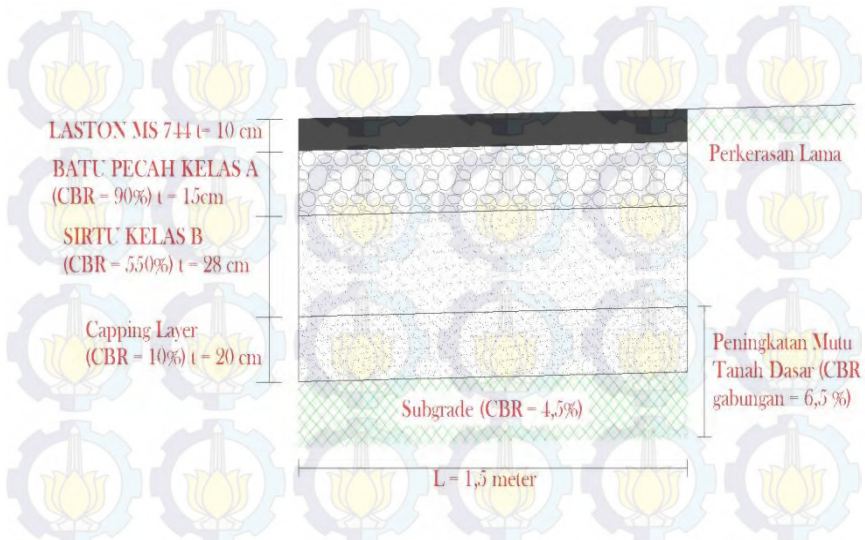 LASTON MS 744 t= 10 cm
BATU PECAH KELAS A
(CBR = 90%) t = 15cm
SIRTU KELAS B
(CBR = 550%) t = 28 cm
Capping Layer
(CBR = 10%) t = 20 cm
Perkerasan Lama
Peningkatan Mutu
Tanah Dasar (CBR
gabungan = 6,5 %)
Subgrade (CBR = 4,5%)
L = 1,5 meter